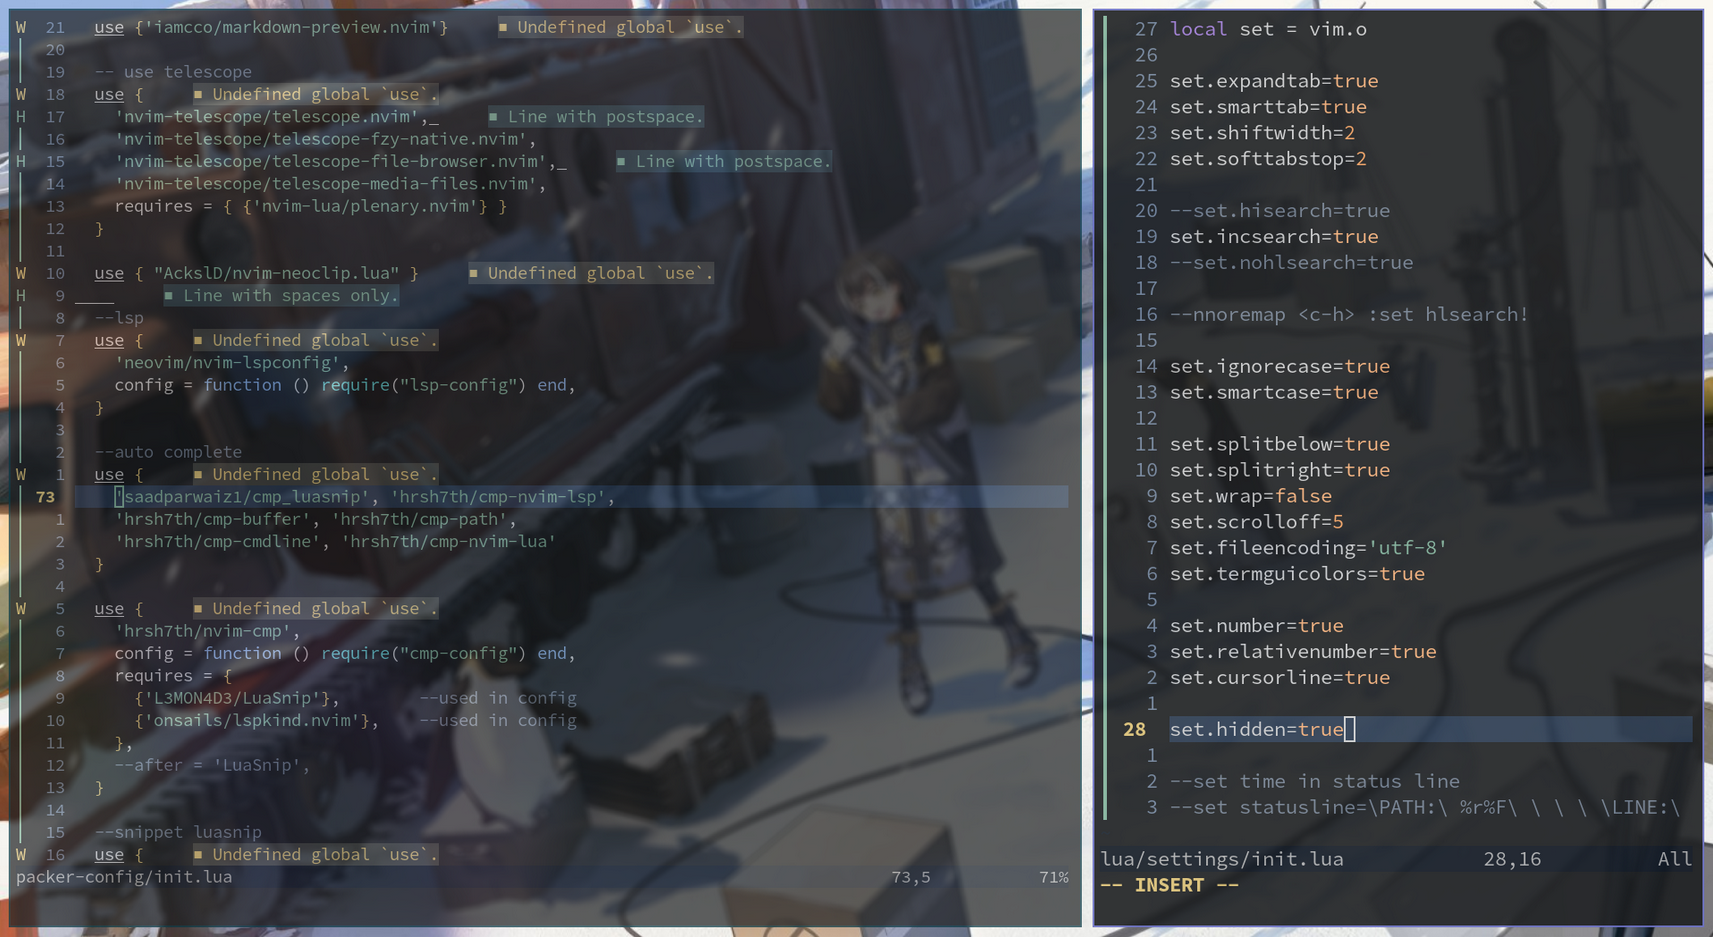 W 21 use {'iamcco/markdown-preview.nvim'} ■ Undefined global `use`.
20
19 -- use telescope
W 18 use { ■ Undefined global `use`.
H 17 'nvim-telescope/telescope.nvim',_ ■ Line with postspace.
16 'nvim-telescope/telescope-fzy-native.nvim',
H 15 'nvim-telescope/telescope-file-browser.nvim',_ ■ Line with postspace.
14 'nvim-telescope/telescope-media-files.nvim',
13 requires = { {'nvim-lua/plenary.nvim'} }
12 }
11
W 10 use { "AckslD/nvim-neoclip.lua" } ■ Undefined global `use`.
H 9 ____ ■ Line with spaces only.
8 --lsp
W 7 use { ■ Undefined global `use`.
6 'neovim/nvim-lspconfig',
5 config = function () require("lsp-config") end,
4 }
3
2 --auto complete
W 1 use { ■ Undefined global `use`.
73 'saadparwaiz1/cmp_luasnip', 'hrsh7th/cmp-nvim-lsp',
1 'hrsh7th/cmp-buffer', 'hrsh7th/cmp-path',
2 'hrsh7th/cmp-cmdline', 'hrsh7th/cmp-nvim-lua'
3 }
4
W 5 use { ■ Undefined global `use`.
6 'hrsh7th/nvim-cmp',
7 config = function () require("cmp-config") end,
8 requires = {
9 {'L3MON4D3/LuaSnip'}, --used in config
10 {'onsails/lspkind.nvim'}, --used in config
11 },
12 --after = 'LuaSnip',
13 }
14
15 --snippet luasnip
W 16 use { ■ Undefined global `use`.
packer-config/init.lua 73,5 71%
27 local set = vim.o
26
25 set.expandtab=true
24 set.smarttab=true
23 set.shiftwidth=2
22 set.softtabstop=2
21
20 --set.hisearch=true
19 set.incsearch=true
18 --set.nohlsearch=true
17
16 --nnoremap <c-h> :set hlsearch!
15
14 set.ignorecase=true
13 set.smartcase=true
12
11 set.splitbelow=true
10 set.splitright=true
9 set.wrap=false
8 set.scrolloff=5
7 set.fileencoding='utf-8'
6 set.termguicolors=true
5
4 set.number=true
3 set.relativenumber=true
2 set.cursorline=true
1
28 set.hidden=true
1
2 --set time in status line
3 --set statusline=\PATH:\ %r%F\ \ \ \ \LINE:\
lua/settings/init.lua 28,16 All
-- INSERT --